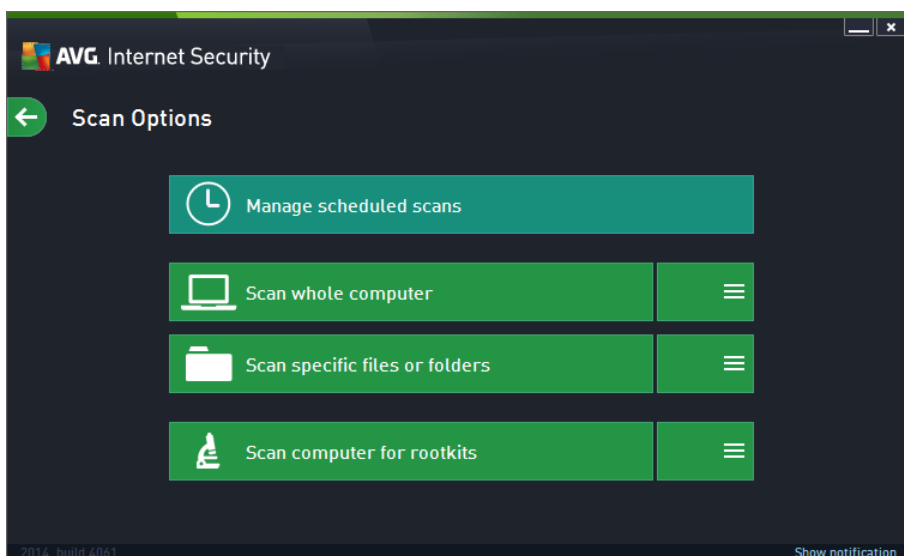 AVG. Internet Security
Scan Options
Manage scheduled scans
Scan whole computer
Scan specific files or folders
Scan computer for rootkits
2014 build 4061
Show notification